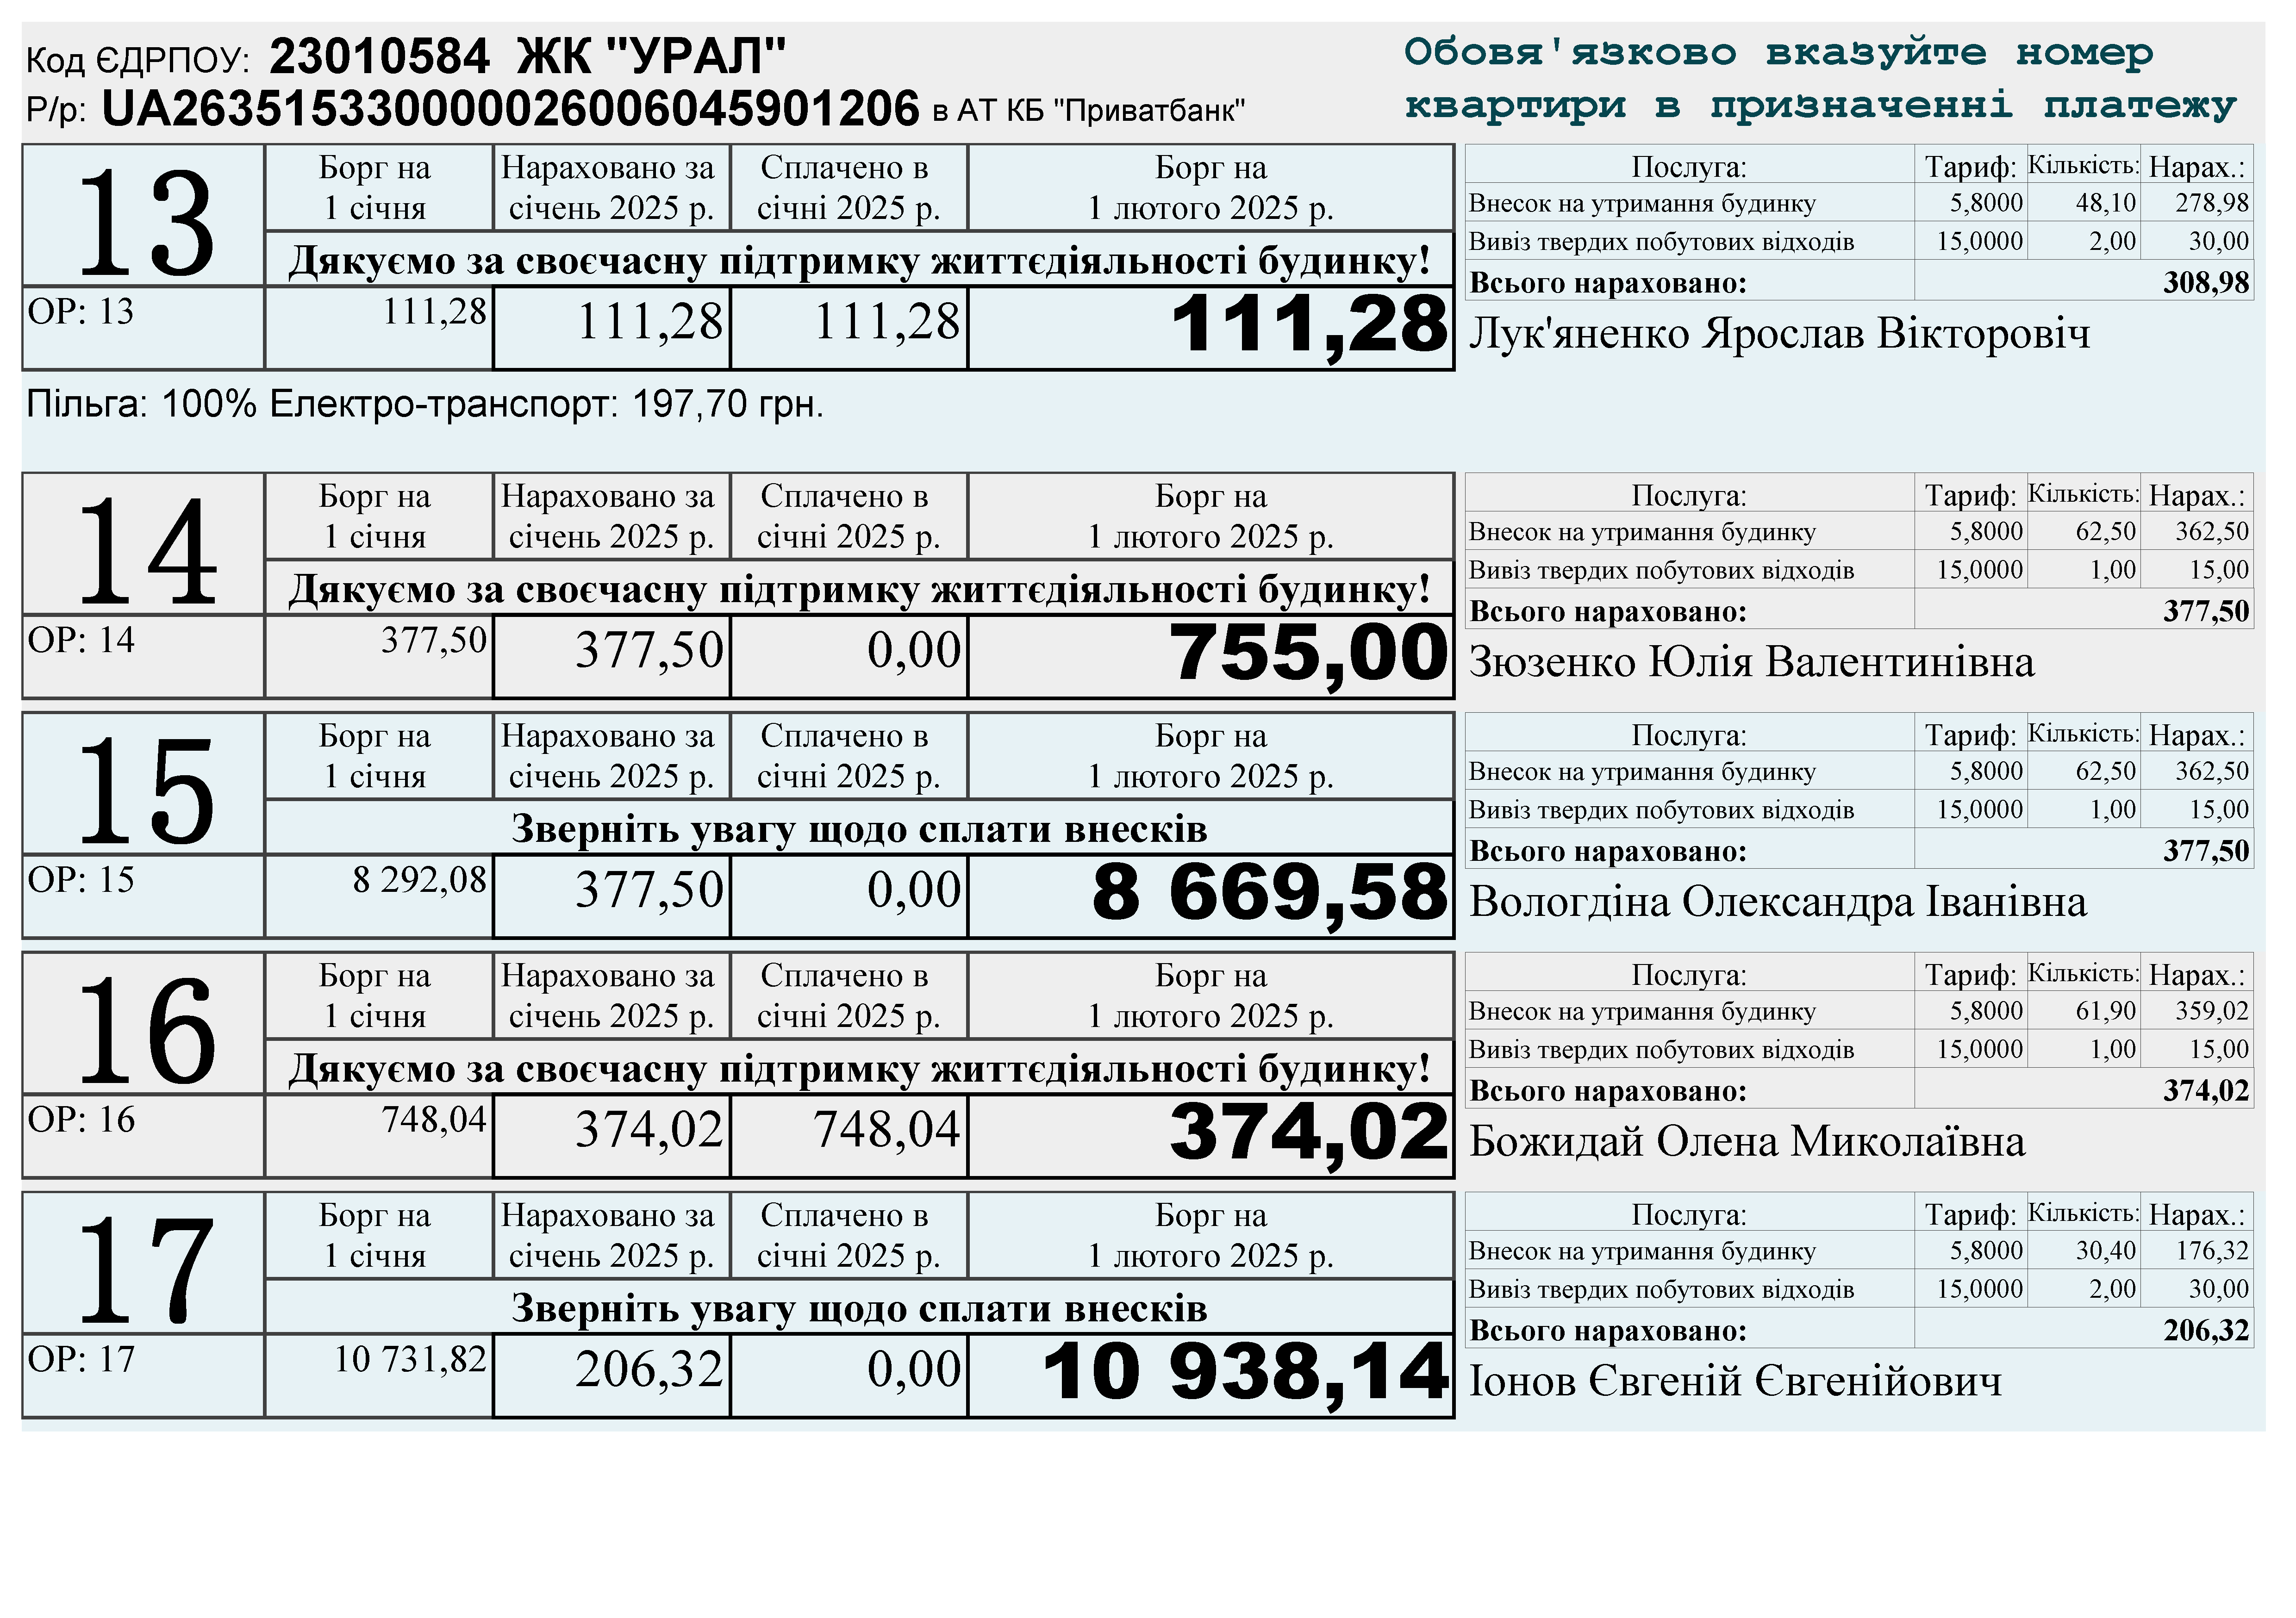 Код ЄДРПОУ: 23010584 ЖК "УРАЛ"
Р/р: UA263515330000026006045901206 в АТ КБ "Приватбанк"
Обовя'язково вказуйте номер
квартири в призначенні платежу
13
Борг на Нараховано за Сплачено в Борг на
1 січня січень 2025 р. січні 2025 р. 1 лютого 2025 р.
Дякуємо за своєчасну підтримку життєдіяльності будинку!
ОР: 13 111,28 111,28 111,28 111,28
Послуга: Тариф: Кількість: Нарах.:
Внесок на утримання будинку 5,8000 48,10 278,98
Вивіз твердих побутових відходів 15,0000 2,00 30,00
Всього нараховано: 308,98
Лук'яненко Ярослав Вікторовіч
Пільга: 100% Електро-транспорт: 197,70 грн.
14
Борг на Нараховано за Сплачено в Борг на
1 січня січень 2025 р. січні 2025 р. 1 лютого 2025 р.
Дякуємо за своєчасну підтримку життєдіяльності будинку!
ОР: 14 377,50 377,50 0,00 755,00
Послуга: Тариф: Кількість: Нарах.:
Внесок на утримання будинку 5,8000 62,50 362,50
Вивіз твердих побутових відходів 15,0000 1,00 15,00
Всього нараховано: 377,50
Зюзенко Юлія Валентинівна
15
Борг на Нараховано за Сплачено в Борг на
1 січня січень 2025 р. січні 2025 р. 1 лютого 2025 р.
Зверніть увагу щодо сплати внесків
ОР: 15 8 292,08 377,50 0,00 8 669,58
Послуга: Тариф: Кількість: Нарах.:
Внесок на утримання будинку 5,8000 62,50 362,50
Вивіз твердих побутових відходів 15,0000 1,00 15,00
Всього нараховано: 377,50
Вологдіна Олександра Іванівна
16
Борг на Нараховано за Сплачено в Борг на
1 січня січень 2025 р. січні 2025 р. 1 лютого 2025 р.
Дякуємо за своєчасну підтримку життєдіяльності будинку!
ОР: 16 748,04 374,02 748,04 374,02
Послуга: Тариф: Кількість: Нарах.:
Внесок на утримання будинку 5,8000 61,90 359,02
Вивіз твердих побутових відходів 15,0000 1,00 15,00
Всього нараховано: 374,02
Божидай Олена Миколаївна
17
Борг на Нараховано за Сплачено в Борг на
1 січня січень 2025 р. січні 2025 р. 1 лютого 2025 р.
Зверніть увагу щодо сплати внесків
ОР: 17 10 731,82 206,32 0,00 10 938,14
Послуга: Тариф: Кількість: Нарах.:
Внесок на утримання будинку 5,8000 30,40 176,32
Вивіз твердих побутових відходів 15,0000 2,00 30,00
Всього нараховано: 206,32
Іонов Євгеній Євгенійович